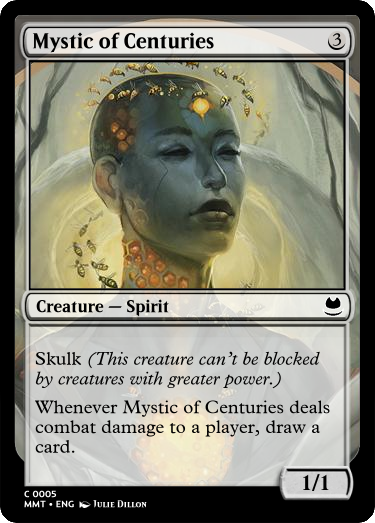 Mystic of Centuries
3
Creature — Spirit
Skulk (This creature can't be blocked
by creatures with greater power.)
Whenever Mystic of Centuries deals
combat damage to a player, draw a
card.
1/1
C 0005
MMT • ENG Julie Dillon